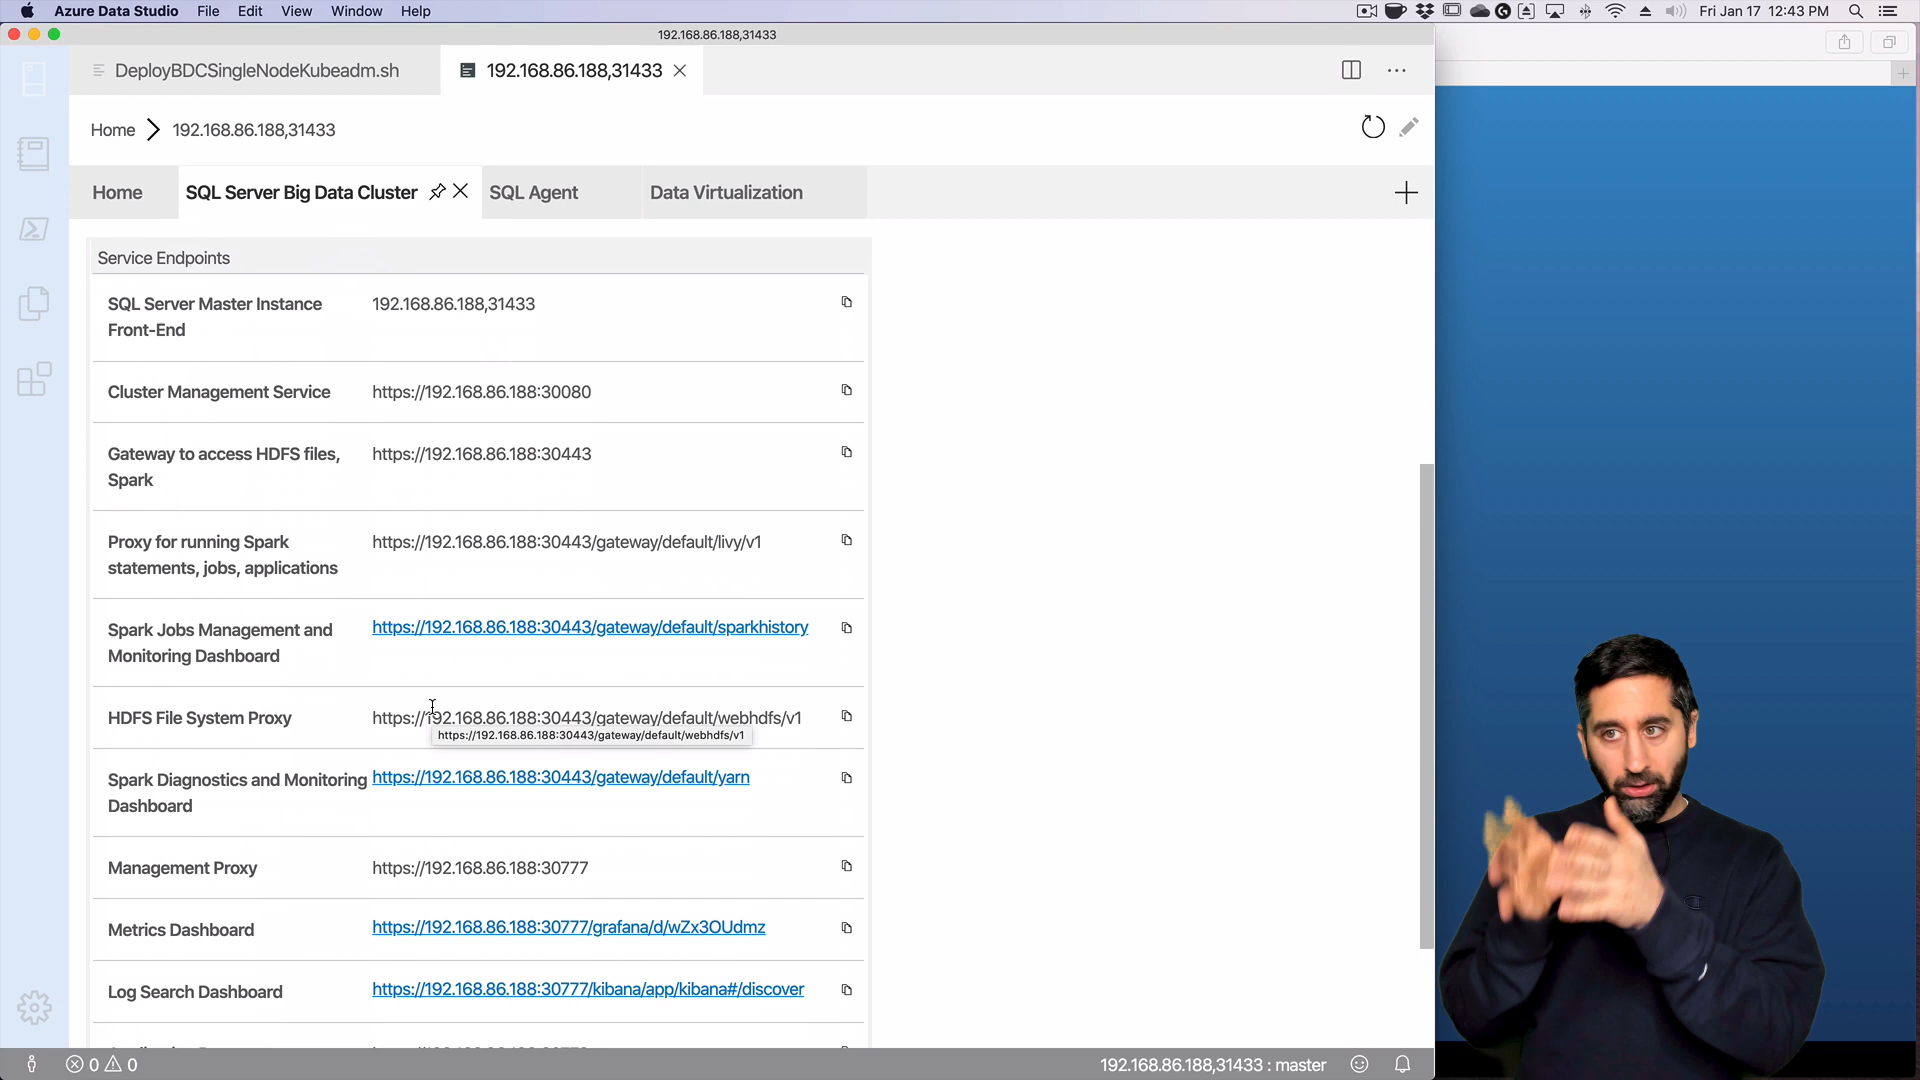 Azure Data Studio File Edit View Window Help Fri Jan 17 12:43 PM
192.168.86.188,31433
DeployBDCSingleNodeKubeadm.sh 192.168.86.188,31433
Home 192.168.86.188,31433
Home SQL Server Big Data Cluster SQL Agent Data Virtualization
Service Endpoints
SQL Server Master Instance 192.168.86.188,31433
Front-End
Cluster Management Service https://192.168.86.188:30080
Gateway to access HDFS files, https://192.168.86.188:30443
Spark
Proxy for running Spark https://192.168.86.188:30443/gateway/default/livy/v1
statements, jobs, applications
Spark Jobs Management and https://192.168.86.188:30443/gateway/default/sparkhistory
Monitoring Dashboard
HDFS File System Proxy https://192.168.86.188:30443/gateway/default/webhdfs/v1
https://192.168.86.188:30443/gateway/default/webhdfs/v1
Spark Diagnostics and Monitoring https://192.168.86.188:30443/gateway/default/yarn
Dashboard
Management Proxy https://192.168.86.188:30777
Metrics Dashboard https://192.168.86.188:30777/grafana/d/wZx3OUdmz
Log Search Dashboard https://192.168.86.188:30777/kibana/app/kibana#/discover
0 0 192.168.86.188,31433 : master